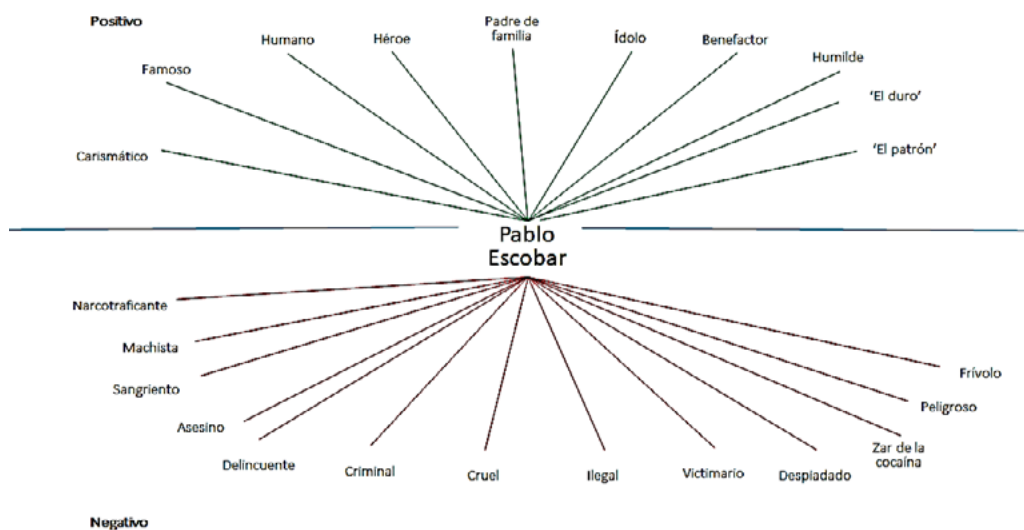 Positivo
Padre de
familia
Humano
Héroe
Ídolo
Benefactor
Humilde
Famoso
'El duro'
Carismático
'El patrón'
Pablo
Escobar
Narcotraficante
Machista
Frívolo
Sangriento
Peligroso
Asesino
Zar de la
cocaína
Delincuente
Criminal
Cruel
Ilegal
Victimario
Despiadado
Negativo